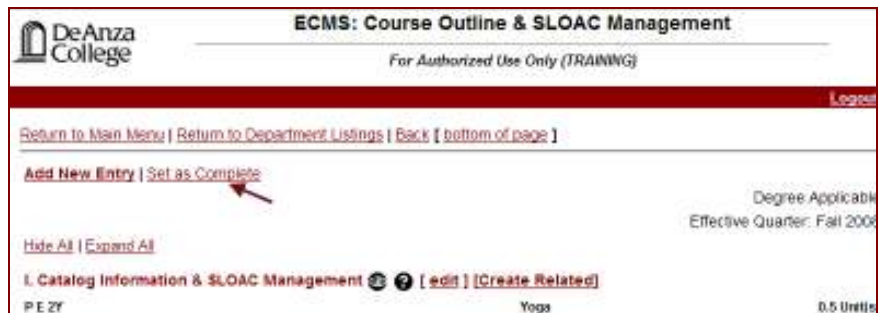 DeAnza
College
ECMS: Course Outline & SLOAC Management
For Authorized Use Only (TRAINING)
Logout
Return to Main Menu | Return to Department Listings | Back [ bottom of page ]
Add New Entry | Set as Complete
Degree Applicable
Effective Quarter: Fall 2008
Hide All | Expand All
I. Catalog Information & SLOAC Management [ edit ] [Create Related]
P E 2Y Yoga 0.5 Unit(s